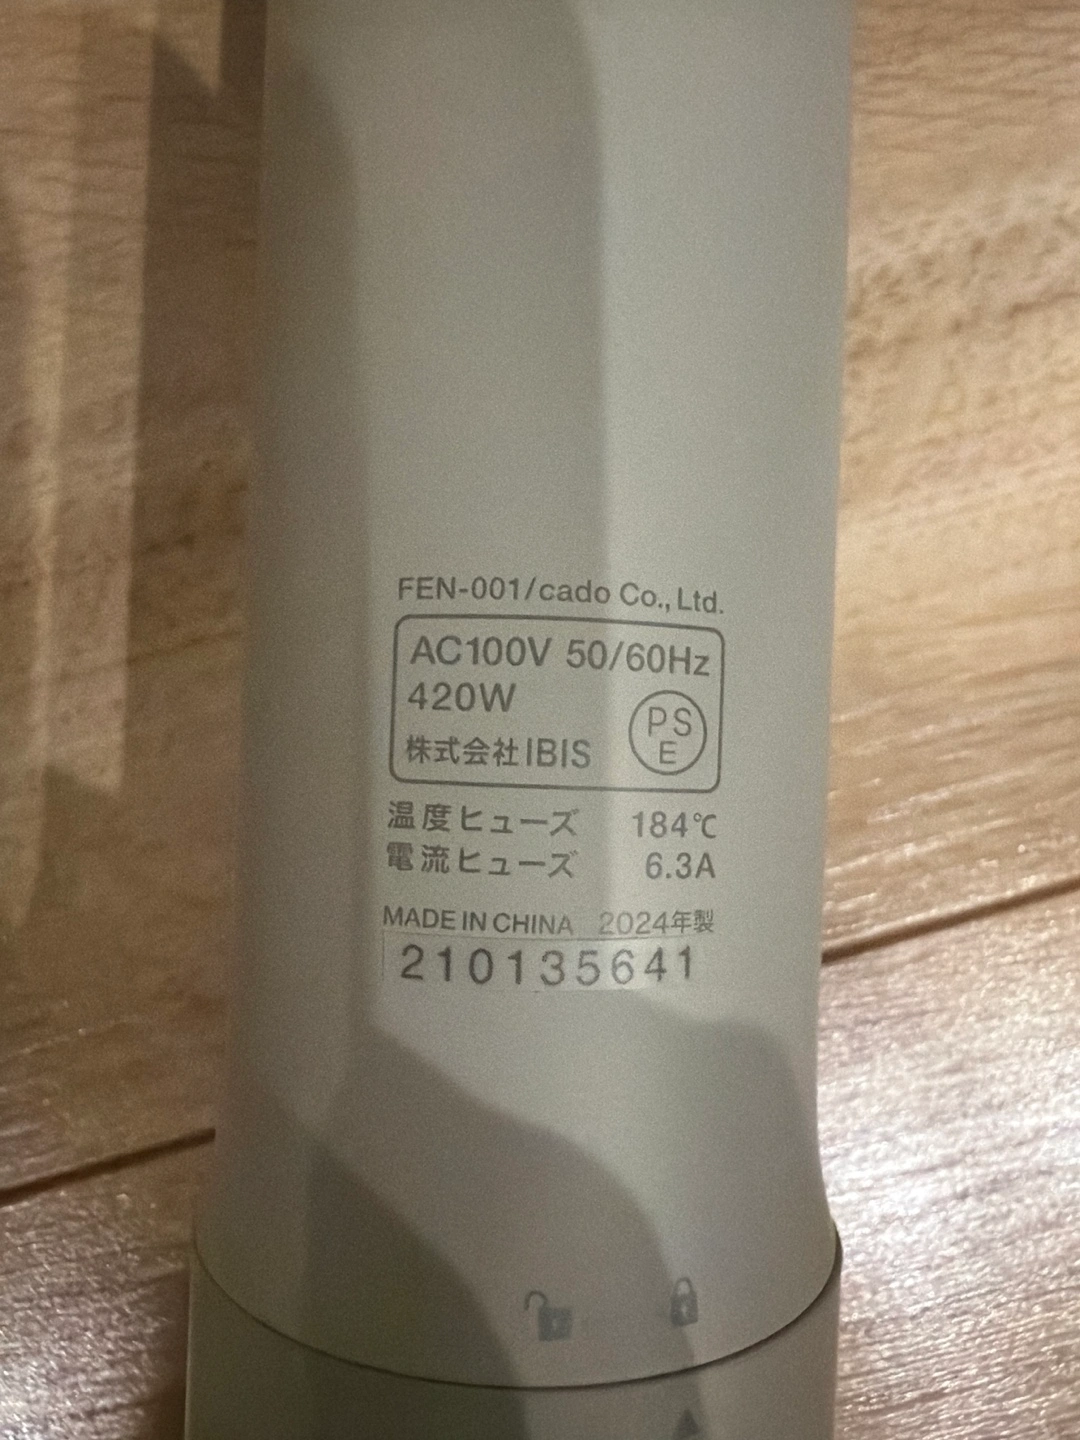 FEN-001/cado Co., Ltd.
AC100V 50/60Hz
420W
PS
E
株式会社IBIS
温度ヒューズ 184℃
電流ヒューズ 6.3A
MADE IN CHINA 2024年製
210135641